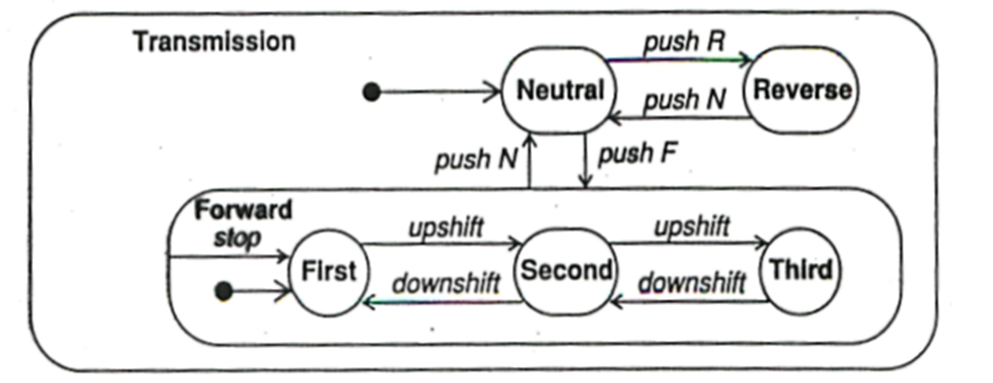 Transmission
push R
Neutral
Reverse
push N
push N
push F
Forward
stop
upshift
upshift
First
Second
Third
downshift
downshift